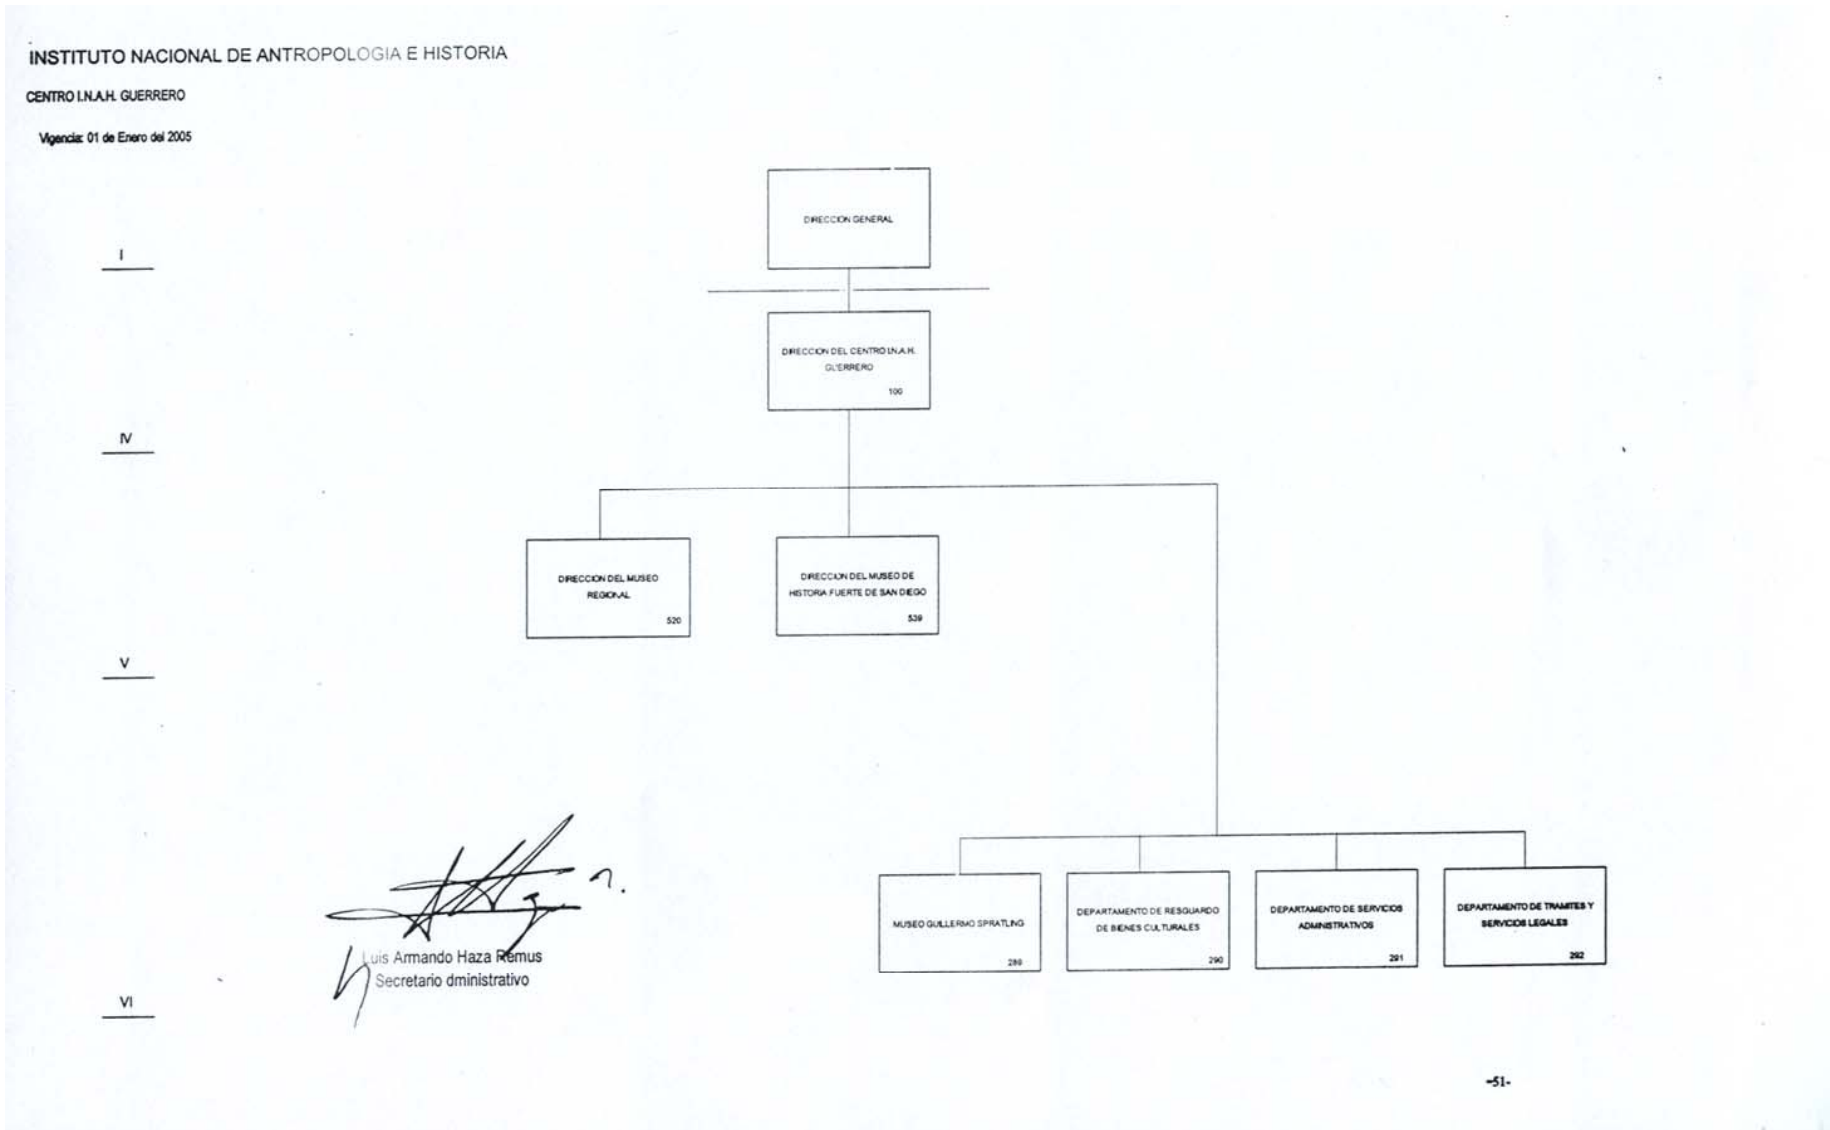 INSTITUTO NACIONAL DE ANTROPOLOGIA E HISTORIA
CENTRO I.N.A.H. GUERRERO
Vigencia: 01 de Enero del 2005
DIRECCION GENERAL
I
DIRECCION DEL CENTRO I.N.A.H.
GUERRERO
100
IV
DIRECCION DEL MUSEO
REGIONAL
520
DIRECCION DEL MUSEO DE
HISTORIA FUERTE DE SAN DIEGO
539
V
MUSEO GUILLERMO SPRATLING
289
DEPARTAMENTO DE RESGUARDO
DE BIENES CULTURALES
290
DEPARTAMENTO DE SERVICIOS
ADMINISTRATIVOS
291
DEPARTAMENTO DE TRAMITES Y
SERVICIOS LEGALES
292
Luis Armando Haza Remus
Secretario dministrativo
VI
-51-